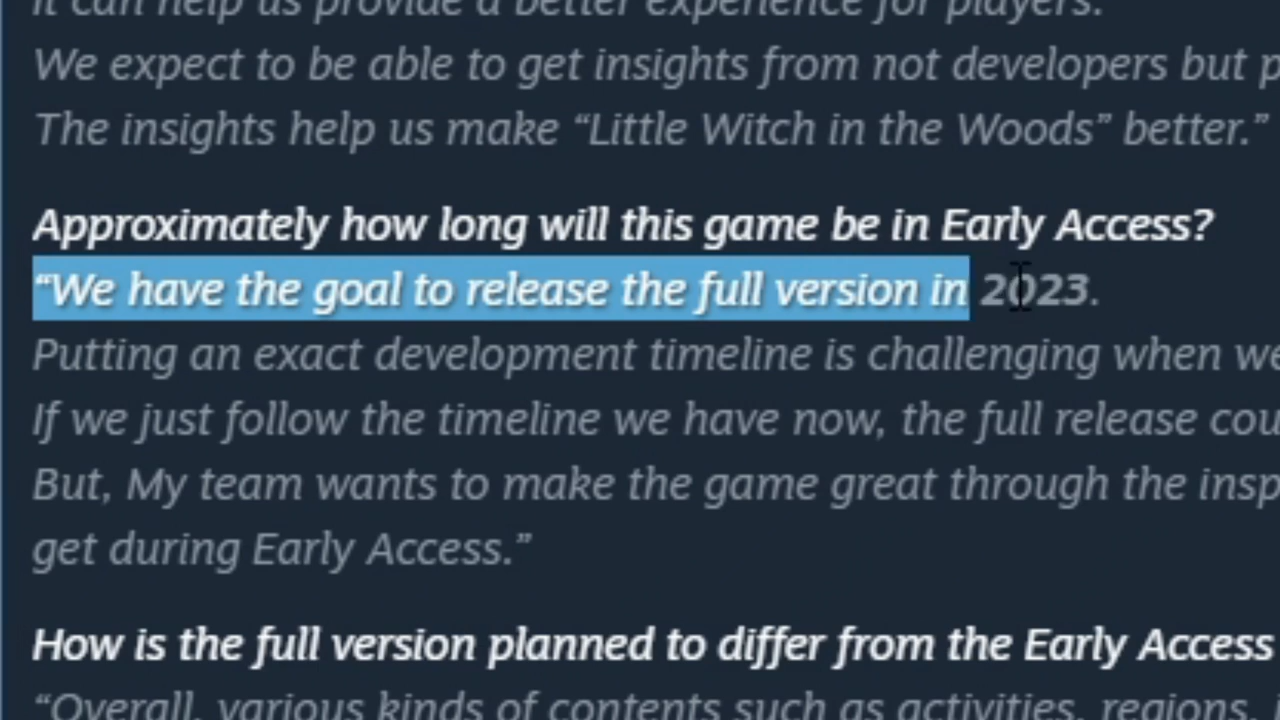 it can help us provide a better experience for players.
We expect to be able to get insights from not developers but p
The insights help us make “Little Witch in the Woods” better.”
Approximately how long will this game be in Early Access?
“We have the goal to release the full version in 2023.
Putting an exact development timeline is challenging when we
If we just follow the timeline we have now, the full release cou
But, My team wants to make the game great through the insp
get during Early Access.”
How is the full version planned to differ from the Early Access
“Overall, various kinds of contents such as activities, regions,